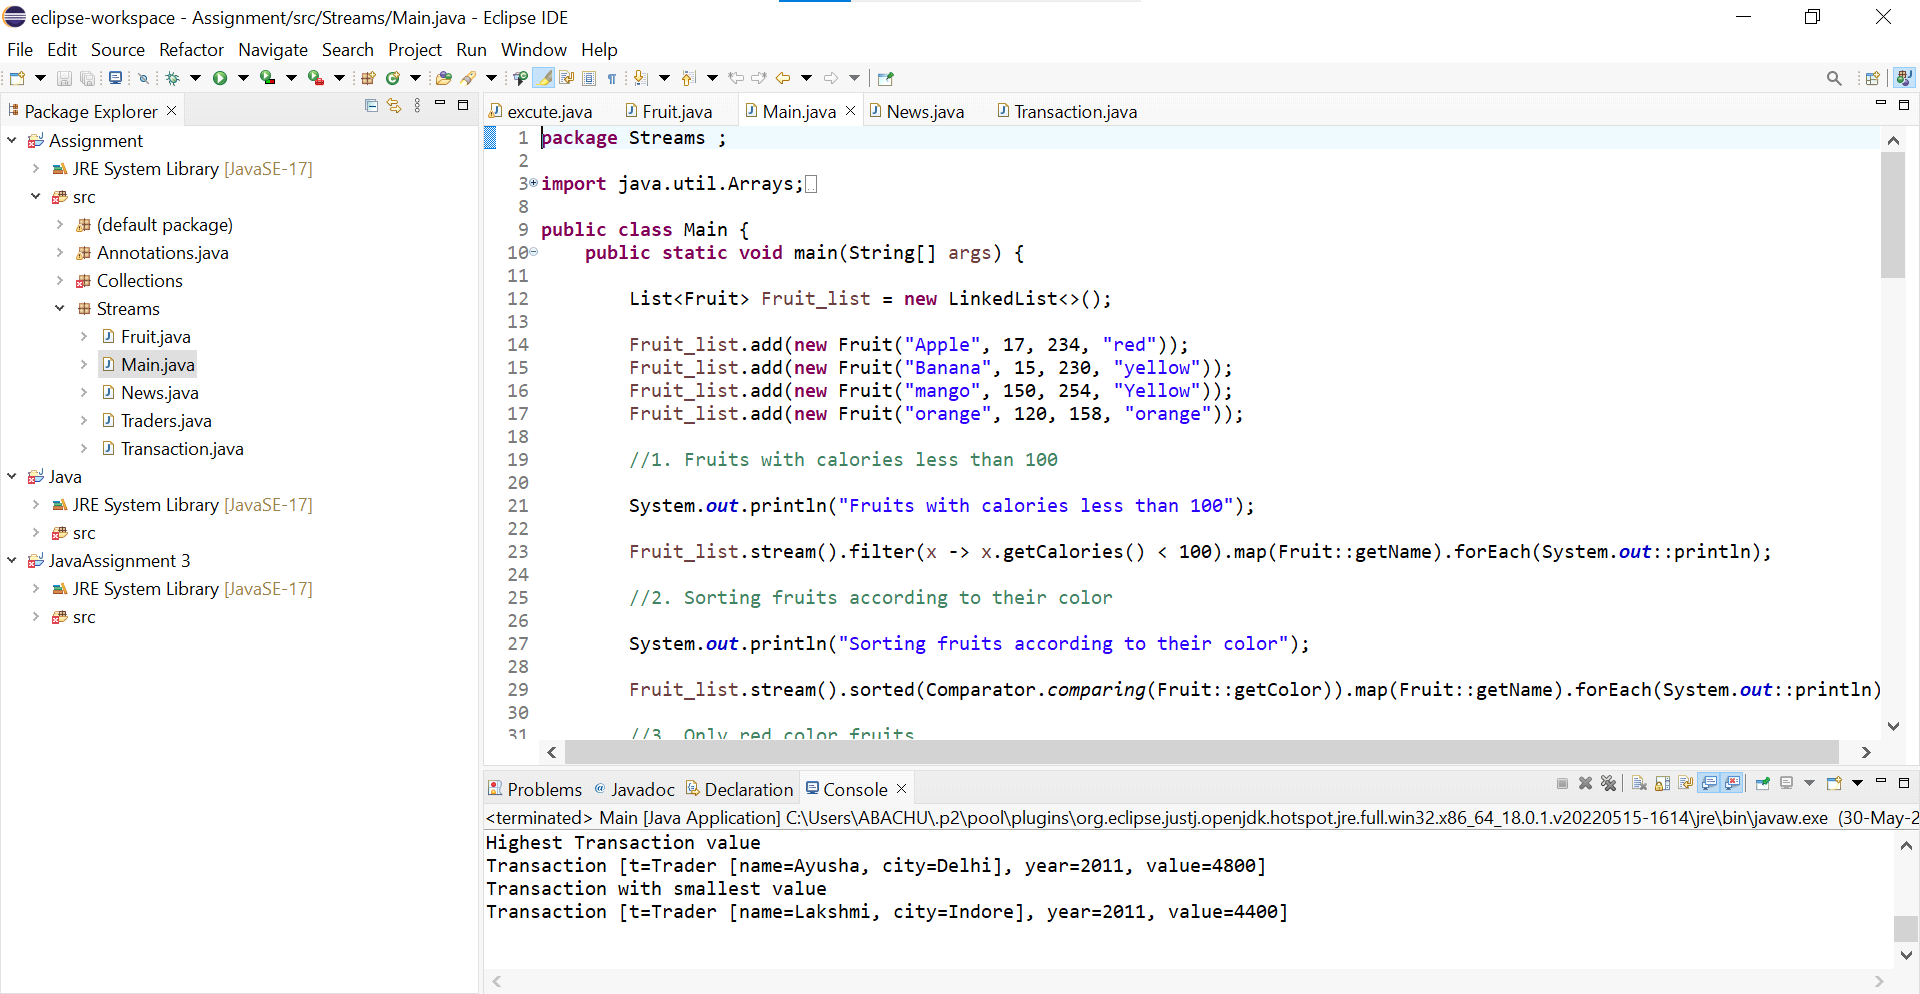 eclipse-workspace - Assignment/src/Streams/Main.java - Eclipse IDE
File Edit Source Refactor Navigate Search Project Run Window Help
Package Explorer
Assignment
JRE System Library [JavaSE-17]
src
(default package)
Annotations.java
Collections
Streams
Fruit.java
Main.java
News.java
Traders.java
Transaction.java
Java
JRE System Library [JavaSE-17]
src
JavaAssignment 3
JRE System Library [JavaSE-17]
src
excute.java Fruit.java Main.java News.java Transaction.java
1 package Streams ;
2
3 import java.util.Arrays;
8
9 public class Main {
10 public static void main(String[] args) {
11
12 List<Fruit> Fruit_list = new LinkedList<>();
13
14 Fruit_list.add(new Fruit("Apple", 17, 234, "red"));
15 Fruit_list.add(new Fruit("Banana", 15, 230, "yellow"));
16 Fruit_list.add(new Fruit("mango", 150, 254, "Yellow"));
17 Fruit_list.add(new Fruit("orange", 120, 158, "orange"));
18
19 //1. Fruits with calories less than 100
20
21 System.out.println("Fruits with calories less than 100");
22
23 Fruit_list.stream().filter(x -> x.getCalories() < 100).map(Fruit::getName).forEach(System.out::println);
24
25 //2. Sorting fruits according to their color
26
27 System.out.println("Sorting fruits according to their color");
28
29 Fruit_list.stream().sorted(Comparator.comparing(Fruit::getColor)).map(Fruit::getName).forEach(System.out::println)
30
31 //3. Only red color fruits
Problems Javadoc Declaration Console
<terminated> Main [Java Application] C:\Users\ABACHU\.p2\pool\plugins\org.eclipse.justj.openjdk.hotspot.jre.full.win32.x86_64_18.0.1.v20220515-1614\jre\bin\javaw.exe (30-May-2
Highest Transaction value
Transaction [t=Trader [name=Ayusha, city=Delhi], year=2011, value=4800]
Transaction with smallest value
Transaction [t=Trader [name=Lakshmi, city=Indore], year=2011, value=4400]